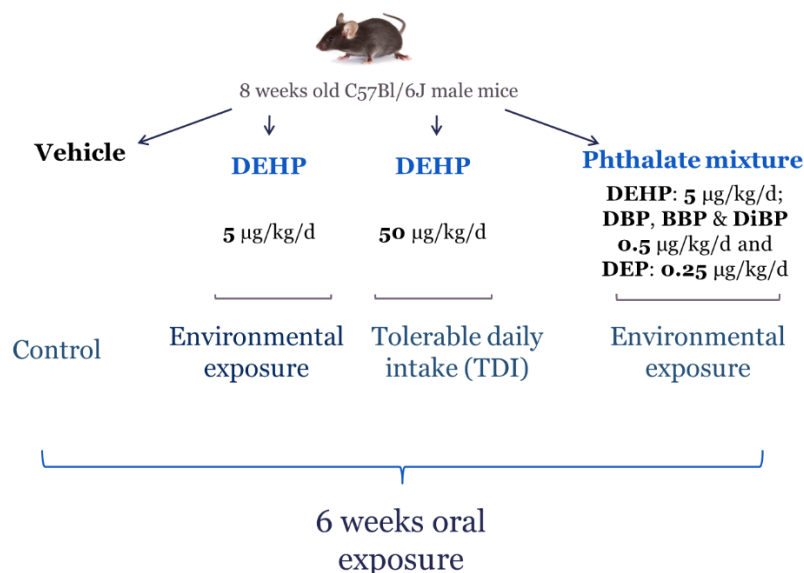 8 weeks old C57Bl/6J male mice
Vehicle
DEHP
DEHP
Phthalate mixture
5 µg/kg/d
50 µg/kg/d
DEHP: 5 µg/kg/d;
DBP, BBP & DiBP
0.5 µg/kg/d and
DEP: 0.25 µg/kg/d
Control
Environmental
exposure
Tolerable daily
intake (TDI)
Environmental
exposure
6 weeks oral
exposure